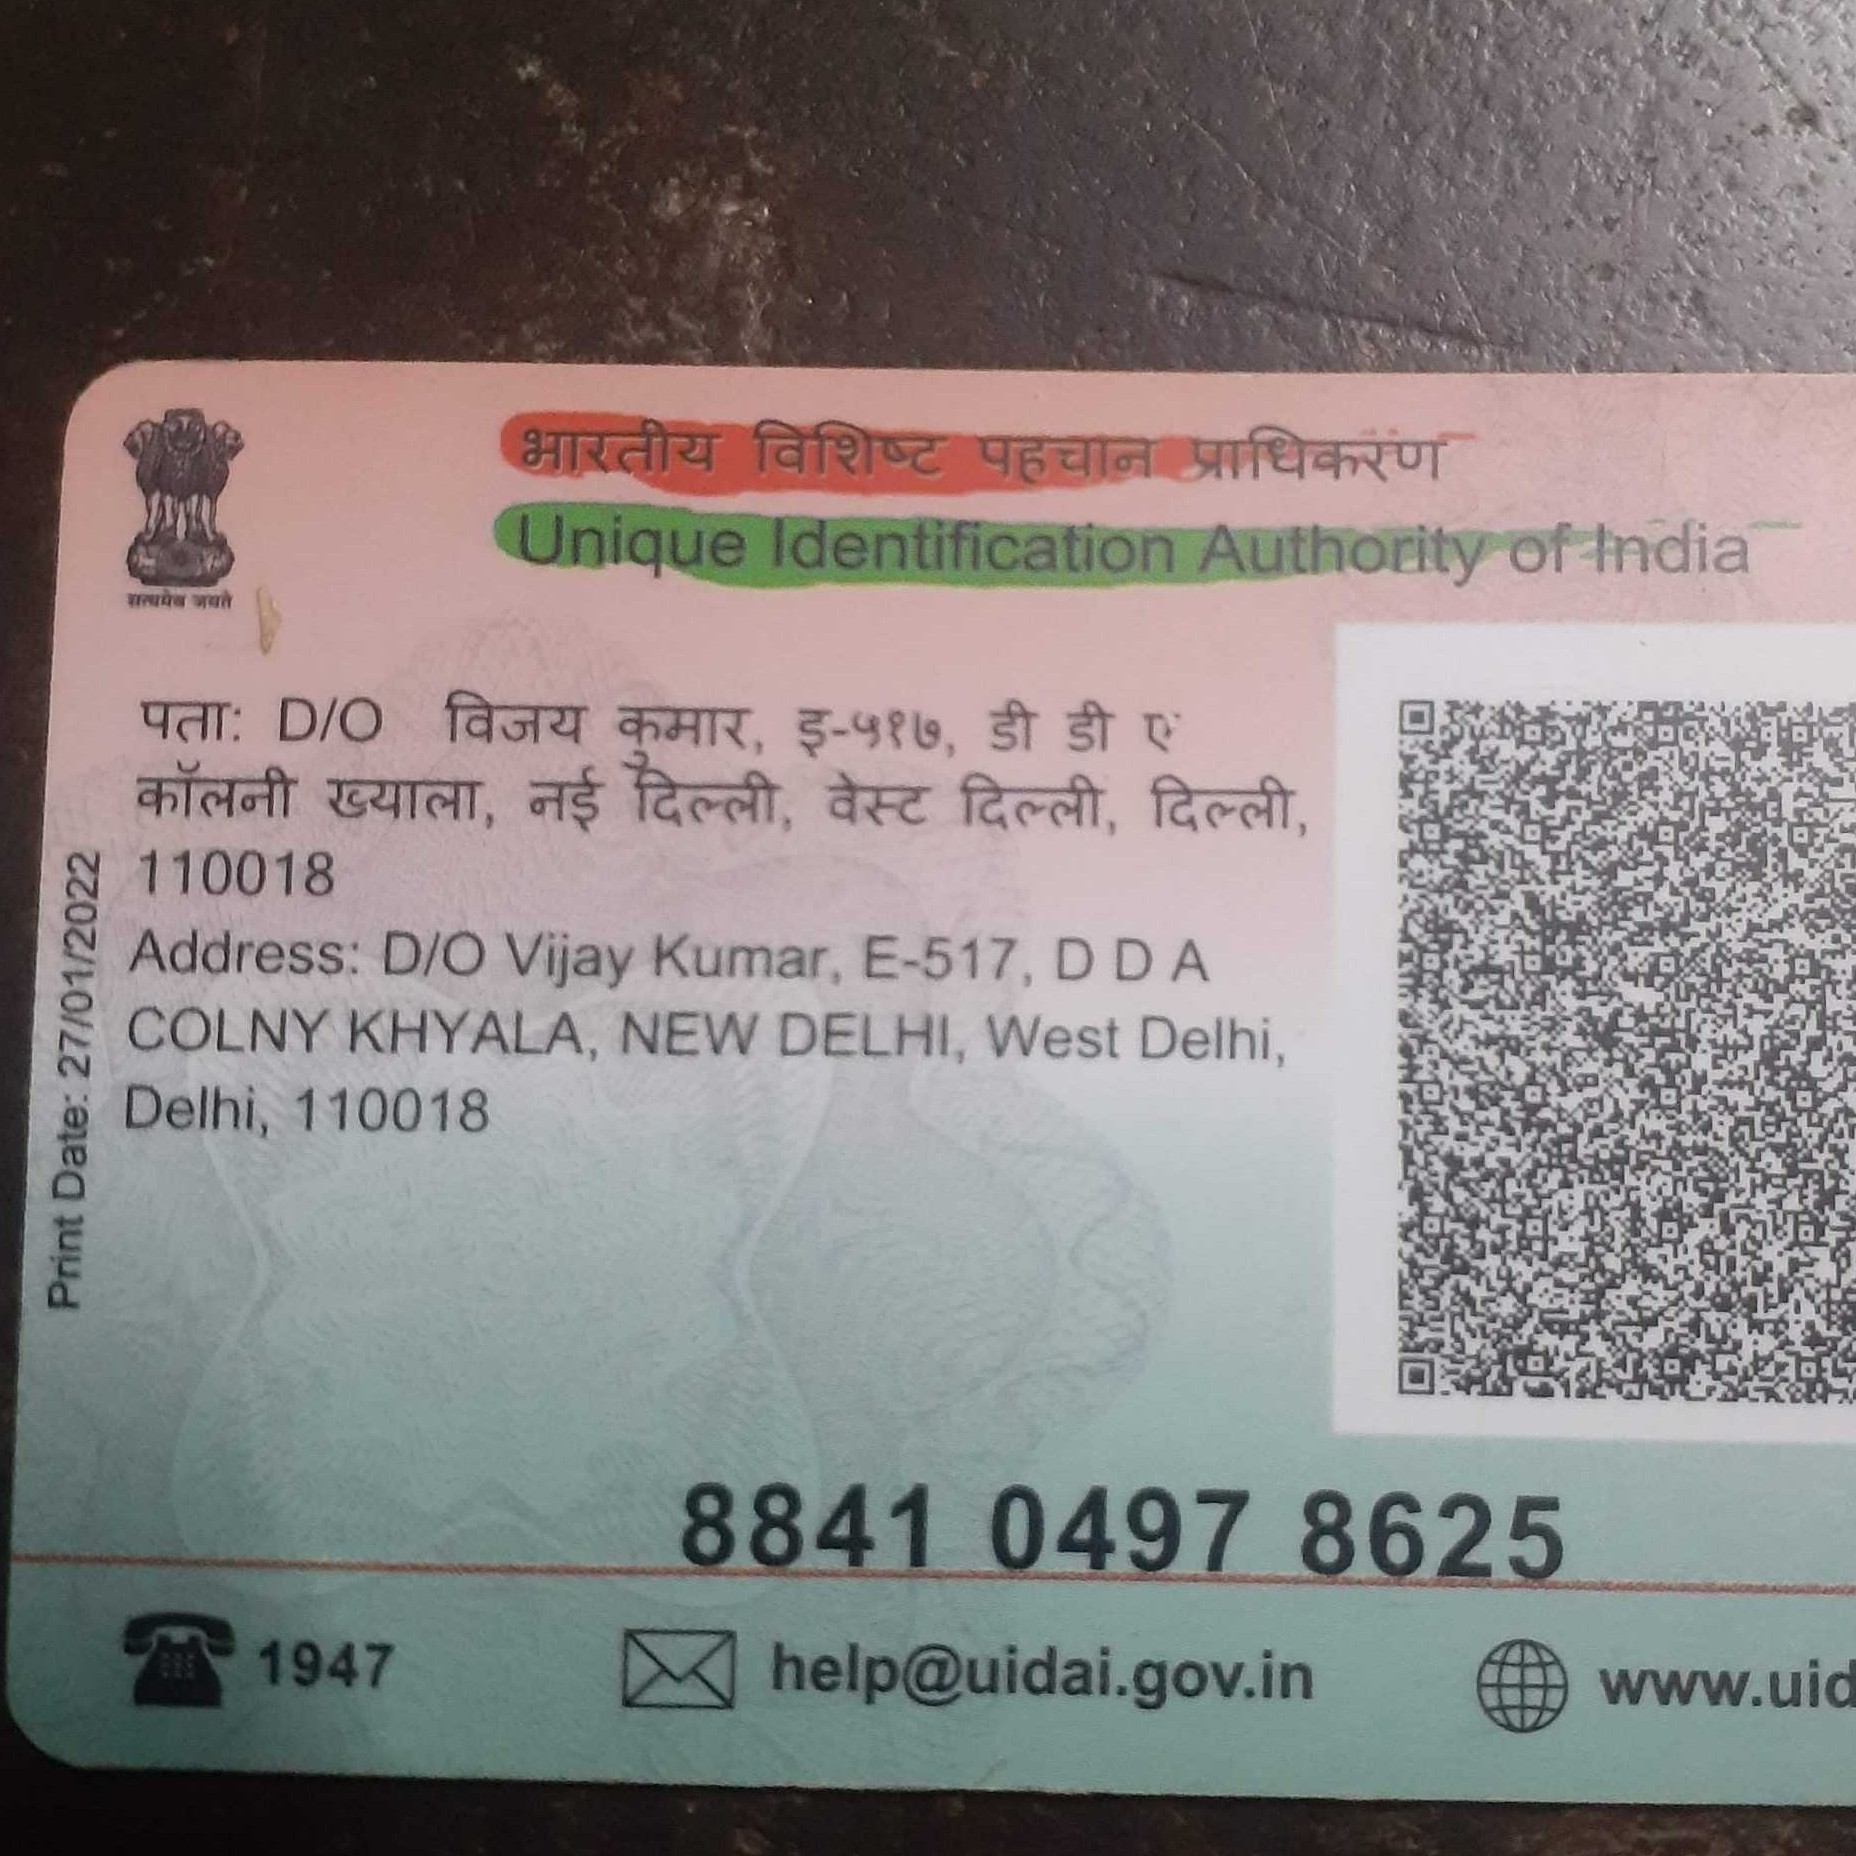 भारतीय विशिष्ट पहचान प्राधिकरण
Unique Identification Authority of India
सत्यमेव जयते
पता: D/O विजय कुमार, इ-५१७, डी डी ए
कॉलनी ख्याला, नई दिल्ली, वेस्ट दिल्ली, दिल्ली,
110018
Address: D/O Vijay Kumar, E-517, D D A
COLNY KHYALA, NEW DELHI, West Delhi,
Delhi, 110018
Print Date: 27/01/2022
8841 0497 8625
1947
help@uidai.gov.in
www.uid